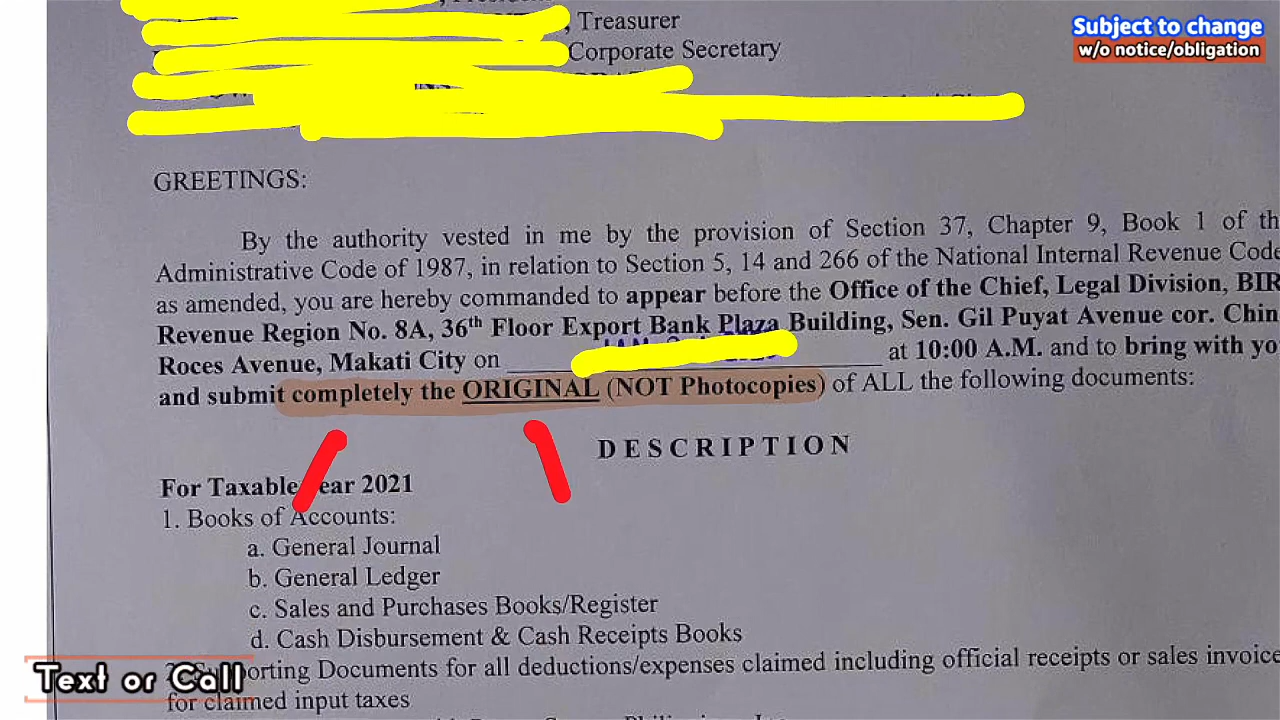 , Treasurer
Corporate Secretary
Subject to change
w/o notice/obligation
GREETINGS:
By the authority vested in me by the provision of Section 37, Chapter 9, Book 1 of
Administrative Code of 1987, in relation to Section 5, 14 and 266 of the National Internal Revenue Code
as amended, you are hereby commanded to appear before the Office of the Chief, Legal Division, BIR
Revenue Region No. 8A, 36th Floor Export Bank Plaza Building, Sen. Gil Puyat Avenue cor. Chin
Roces Avenue, Makati City on at 10:00 A.M. and to bring with yo
and submit completely the ORIGINAL (NOT Photocopies) of ALL the following documents:
DESCRIPTION
For Taxable ear 2021
1. Books of Accounts:
a. General Journal
b. General Ledger
c. Sales and Purchases Books/Register
d. Cash Disbursement & Cash Receipts Books
orting Documents for all deductions/expenses claimed including official receipts or sales invoice
for claimed input taxes
Text or Call